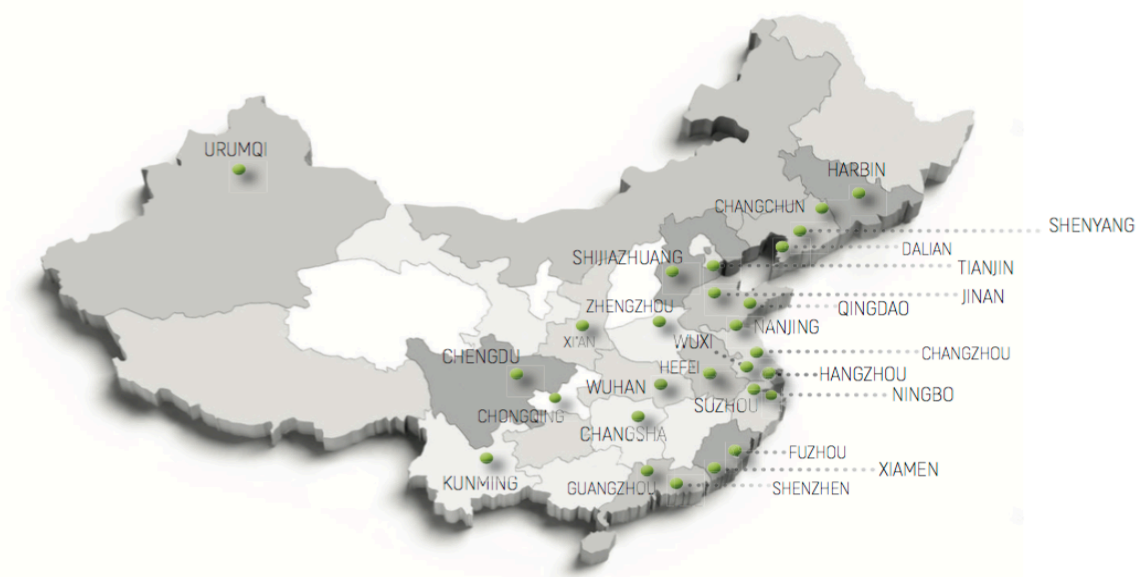 URUMQI
HARBIN
CHANGCHUN
SHENYANG
DALIAN
SHIJIAZHUANG
TIANJIN
JINAN
ZHENGZHOU
QINGDAO
NANJING
XI'AN
WUXI
CHANGZHOU
CHENGDU
HEFEI
HANGZHOU
WUHAN
NINGBO
SUZHOU
CHONGQING
CHANGSHA
FUZHOU
XIAMEN
KUNMING
GUANGZHOU
SHENZHEN